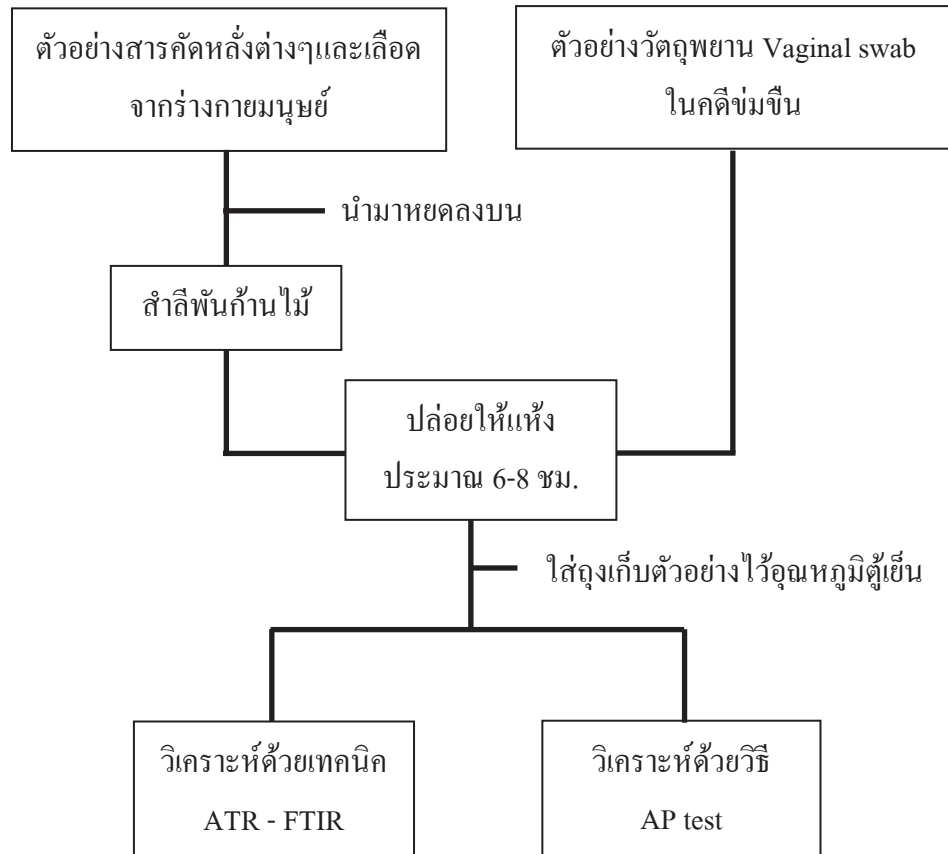 ตัวอย่างสารคัดหลั่งต่างๆและเลือด
จากร่างกายมนุษย์
ตัวอย่างวัตถุพยาน Vaginal swab
ในคดีข่มขืน
นำมาหยดลงบน
สำลีพันก้านไม้
ปล่อยให้แห้ง
ประมาณ 6-8 ชม.
ใส่ถุงเก็บตัวอย่างไว้อุณหภูมิตู้เย็น
วิเคราะห์ด้วยเทคนิค
ATR - FTIR
วิเคราะห์ด้วยวิธี
AP test